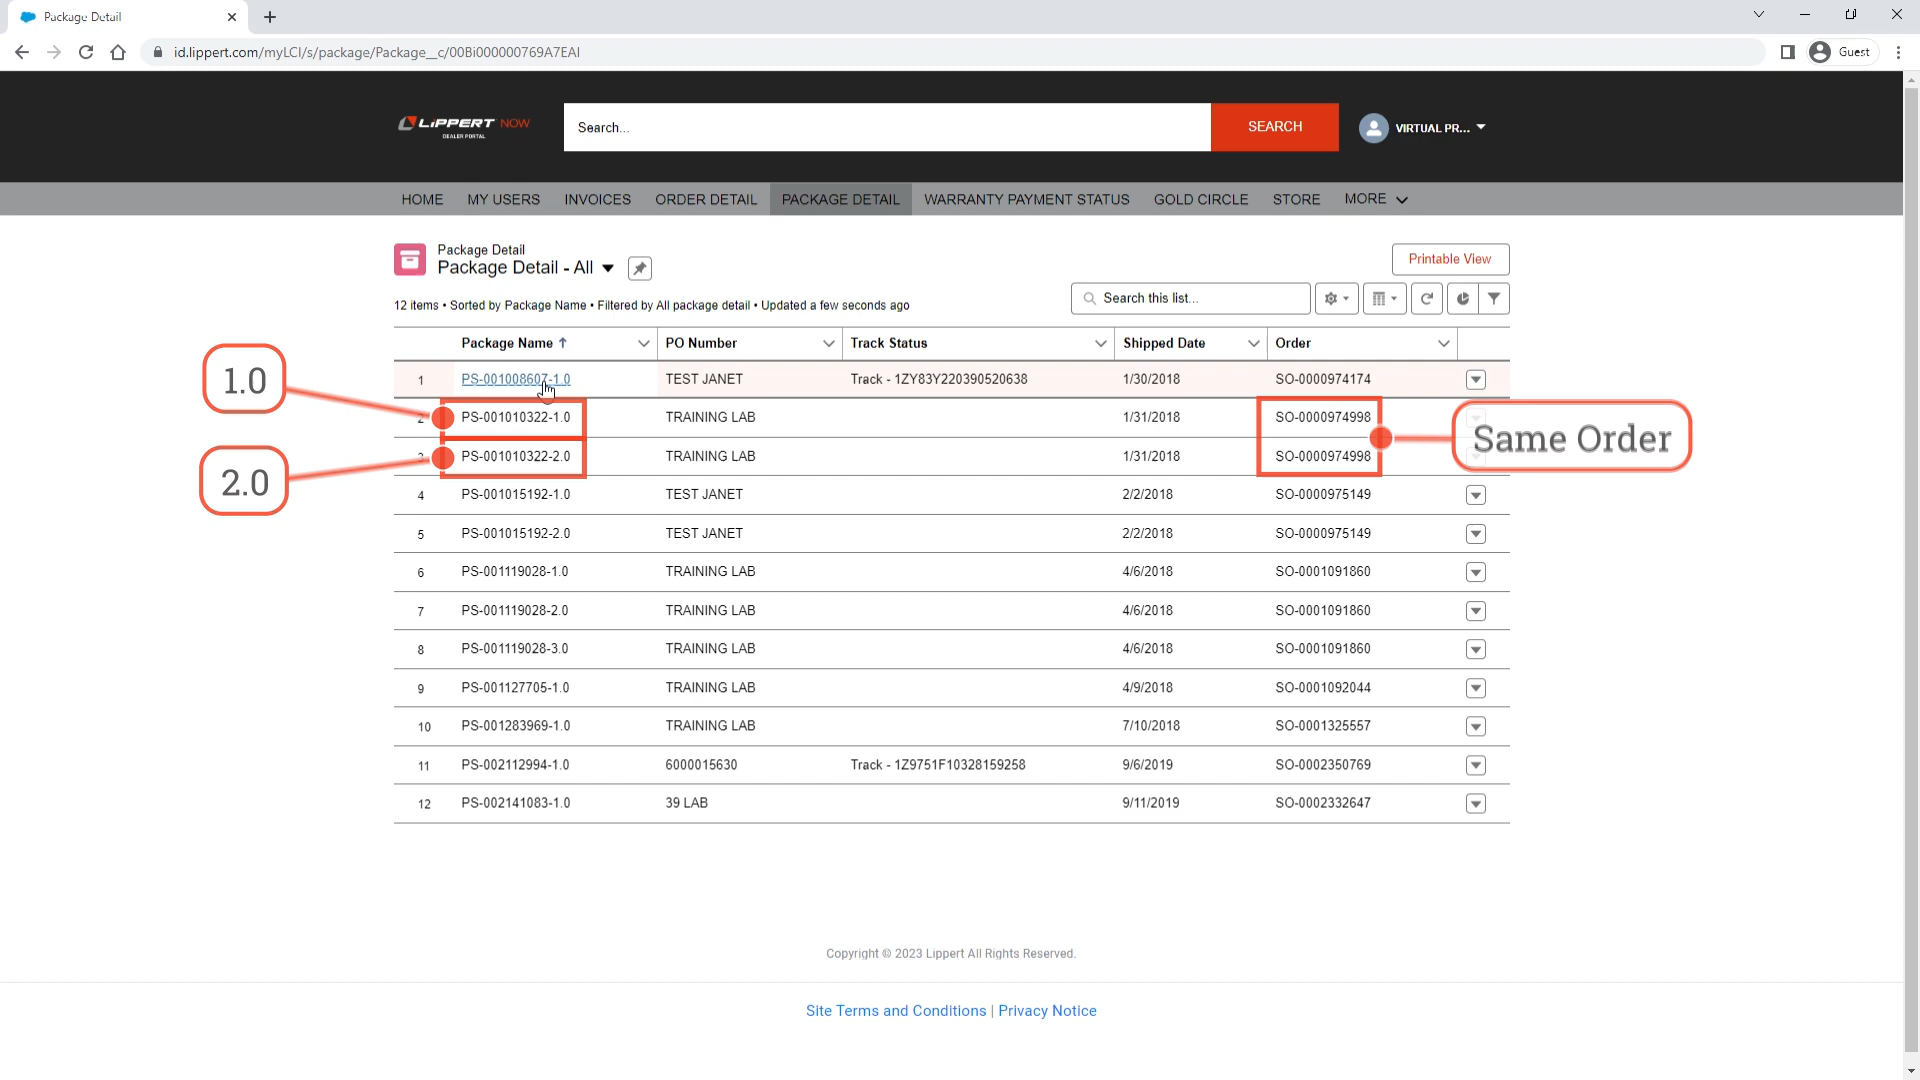 Package Detail
id.lippert.com/myLCI/s/package/Package__c/00Bi000000769A7EAI
Guest
LIPPERT NOW
DEALER PORTAL
Search...
SEARCH
VIRTUAL PR...
HOME MY USERS INVOICES ORDER DETAIL PACKAGE DETAIL WARRANTY PAYMENT STATUS GOLD CIRCLE STORE MORE
Package Detail
Package Detail - All
Printable View
12 items • Sorted by Package Name • Filtered by All package detail • Updated a few seconds ago
Search this list...
Package Name PO Number Track Status Shipped Date Order
1 PS-001008607-1.0 TEST JANET Track - 1ZY83Y220390520638 1/30/2018 SO-0000974174
1.0
2 PS-001010322-1.0 TRAINING LAB 1/31/2018 SO-0000974998
Same Order
2.0
3 PS-001010322-2.0 TRAINING LAB 1/31/2018 SO-0000974998
4 PS-001015192-1.0 TEST JANET 2/2/2018 SO-0000975149
5 PS-001015192-2.0 TEST JANET 2/2/2018 SO-0000975149
6 PS-001119028-1.0 TRAINING LAB 4/6/2018 SO-0001091860
7 PS-001119028-2.0 TRAINING LAB 4/6/2018 SO-0001091860
8 PS-001119028-3.0 TRAINING LAB 4/6/2018 SO-0001091860
9 PS-001127705-1.0 TRAINING LAB 4/9/2018 SO-0001092044
10 PS-001283969-1.0 TRAINING LAB 7/10/2018 SO-0001325557
11 PS-002112994-1.0 6000015630 Track - 1Z9751F10328159258 9/6/2019 SO-0002350769
12 PS-002141083-1.0 39 LAB 9/11/2019 SO-0002332647
Copyright © 2023 Lippert All Rights Reserved.
Site Terms and Conditions | Privacy Notice